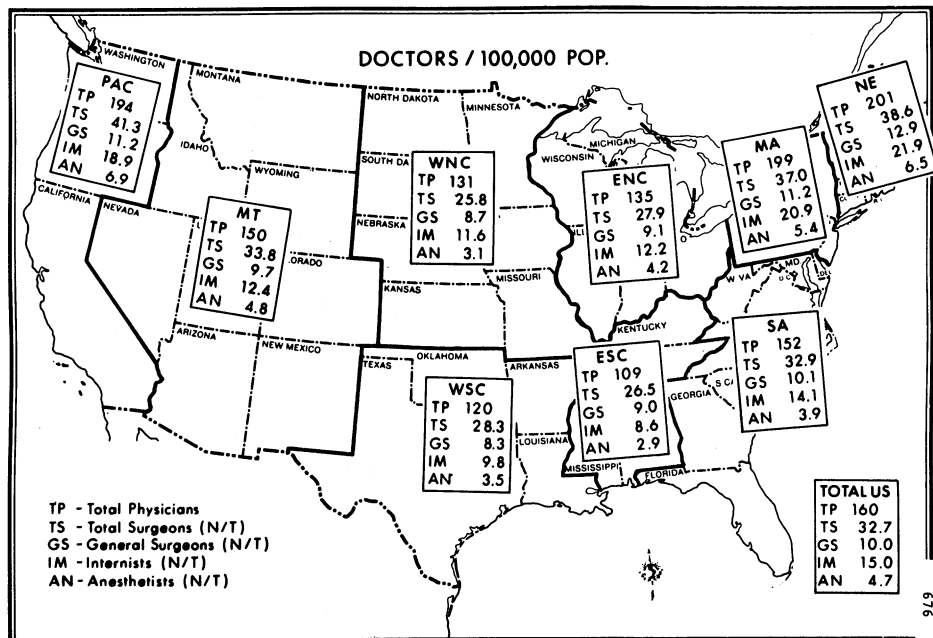 DOCTORS / 100,000 POP.
WASHINGTON
MONTANA
NORTH DAKOTA
MINNESOTA
IDAHO
SOUTH DA
WYOMING
MICHIGAN
WISCONSIN
CALIFORNIA
NEVADA
NEBRASKA
ORADO
KANSAS
MISSOURI
W VA
MD
KENTUCKY
ARIZONA
NEW MEXICO
OKLAHOMA
TEXAS
ARKANSAS
S CA
GEORGIA
LOUISIANA
MISSISSIPPI
FLORIDA
PAC
TP 194
TS 41.3
GS 11.2
IM 18.9
AN 6.9
MT
TP 150
TS 33.8
GS 9.7
IM 12.4
AN 4.8
WNC
TP 131
TS 25.8
GS 8.7
IM 11.6
AN 3.1
ENC
TP 135
TS 27.9
GS 9.1
IM 12.2
AN 4.2
MA
TP 199
TS 37.0
GS 11.2
IM 20.9
AN 5.4
NE
TP 201
TS 38.6
GS 12.9
IM 21.9
AN 6.5
WSC
TP 120
TS 28.3
GS 8.3
IM 9.8
AN 3.5
ESC
TP 109
TS 26.5
GS 9.0
IM 8.6
AN 2.9
SA
TP 152
TS 32.9
GS 10.1
IM 14.1
AN 3.9
TOTAL US
TP 160
TS 32.7
GS 10.0
IM 15.0
AN 4.7
TP - Total Physicians
TS - Total Surgeons (N/T)
GS - General Surgeons (N/T)
IM - Internists (N/T)
AN - Anesthetists (N/T)
676